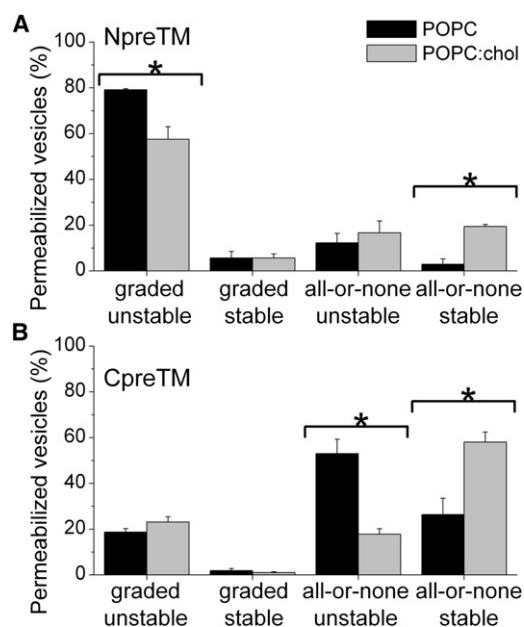 A
NpreTM
POPC
POPC:chol
Permeabilized vesicles (%)
100
80
60
40
20
0
*
*
graded unstable
graded stable
all-or-none unstable
all-or-none stable
B
CpreTM
Permeabilized vesicles (%)
100
80
60
40
20
0
*
*
graded unstable
graded stable
all-or-none unstable
all-or-none stable